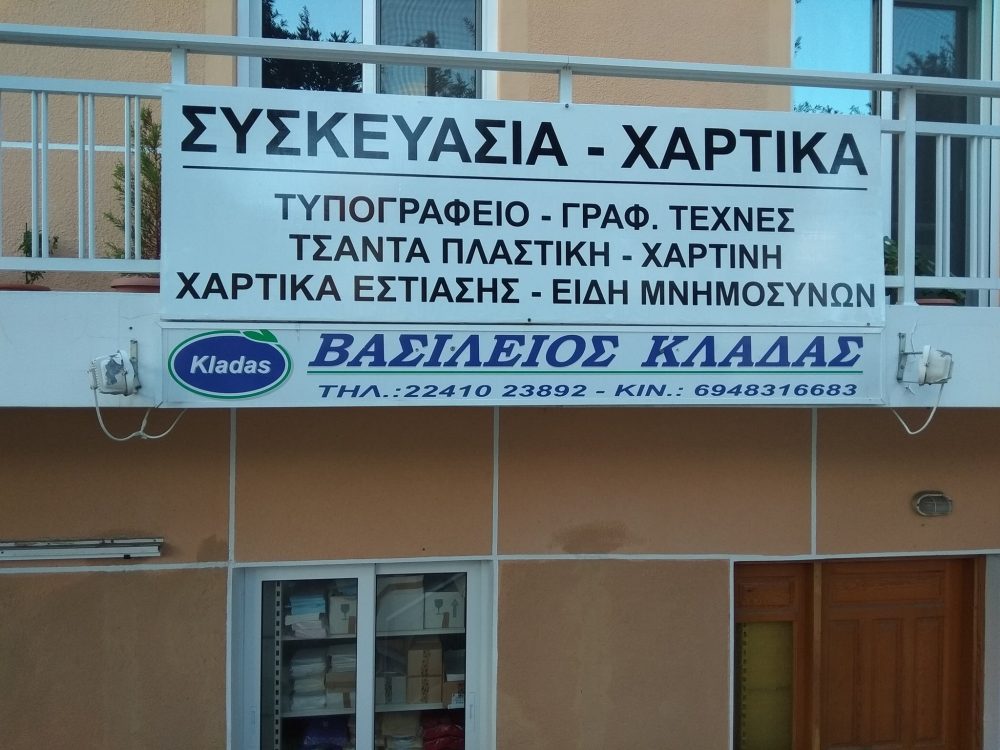 ΣΥΣΚΕΥΑΣΙΑ - ΧΑΡΤΙΚΑ
ΤΥΠΟΓΡΑΦΕΙΟ - ΓΡΑΦ. ΤΕΧΝΕΣ
ΤΣΑΝΤΑ ΠΛΑΣΤΙΚΗ - ΧΑΡΤΙΝΗ
ΧΑΡΤΙΚΑ ΕΣΤΙΑΣΗΣ - ΕΙΔΗ ΜΝΗΜΟΣΥΝΩΝ
Kladas
ΒΑΣΙΛΕΙΟΣ ΚΛΑΔΑΣ
ΤΗΛ.:22410 23892 - ΚΙΝ.: 6948316683